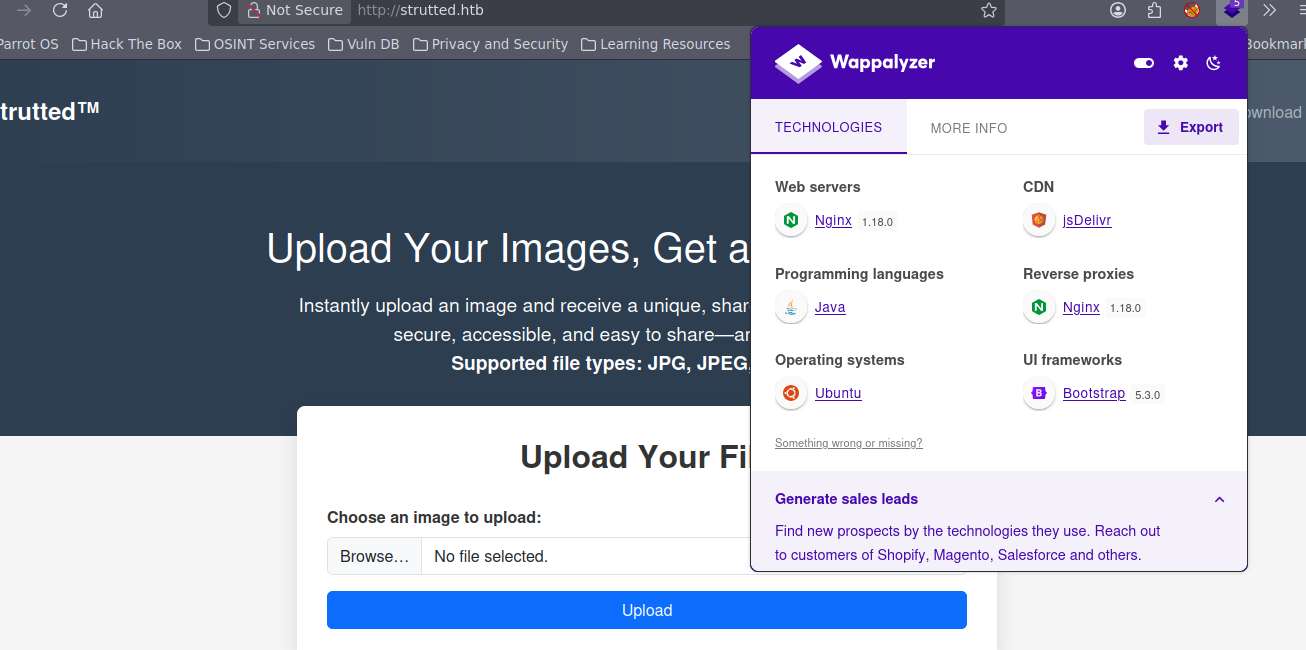 Not Secure http://strutted.htb 5
Parrot OS Hack The Box OSINT Services Vuln DB Privacy and Security Learning Resources Bookmar
Wappalyzer
trutted™ ownload
TECHNOLOGIES MORE INFO Export
Web servers CDN
Nginx 1.18.0 jsDelivr
Upload Your Images, Get a
Programming languages Reverse proxies
Instantly upload an image and receive a unique, shar
Java Nginx 1.18.0
secure, accessible, and easy to share—ar
Supported file types: JPG, JPEG,
Operating systems UI frameworks
Ubuntu Bootstrap 5.3.0
Something wrong or missing?
Upload Your Fi
Generate sales leads
Choose an image to upload:
Find new prospects by the technologies they use. Reach out
to customers of Shopify, Magento, Salesforce and others.
Browse… No file selected.
Upload